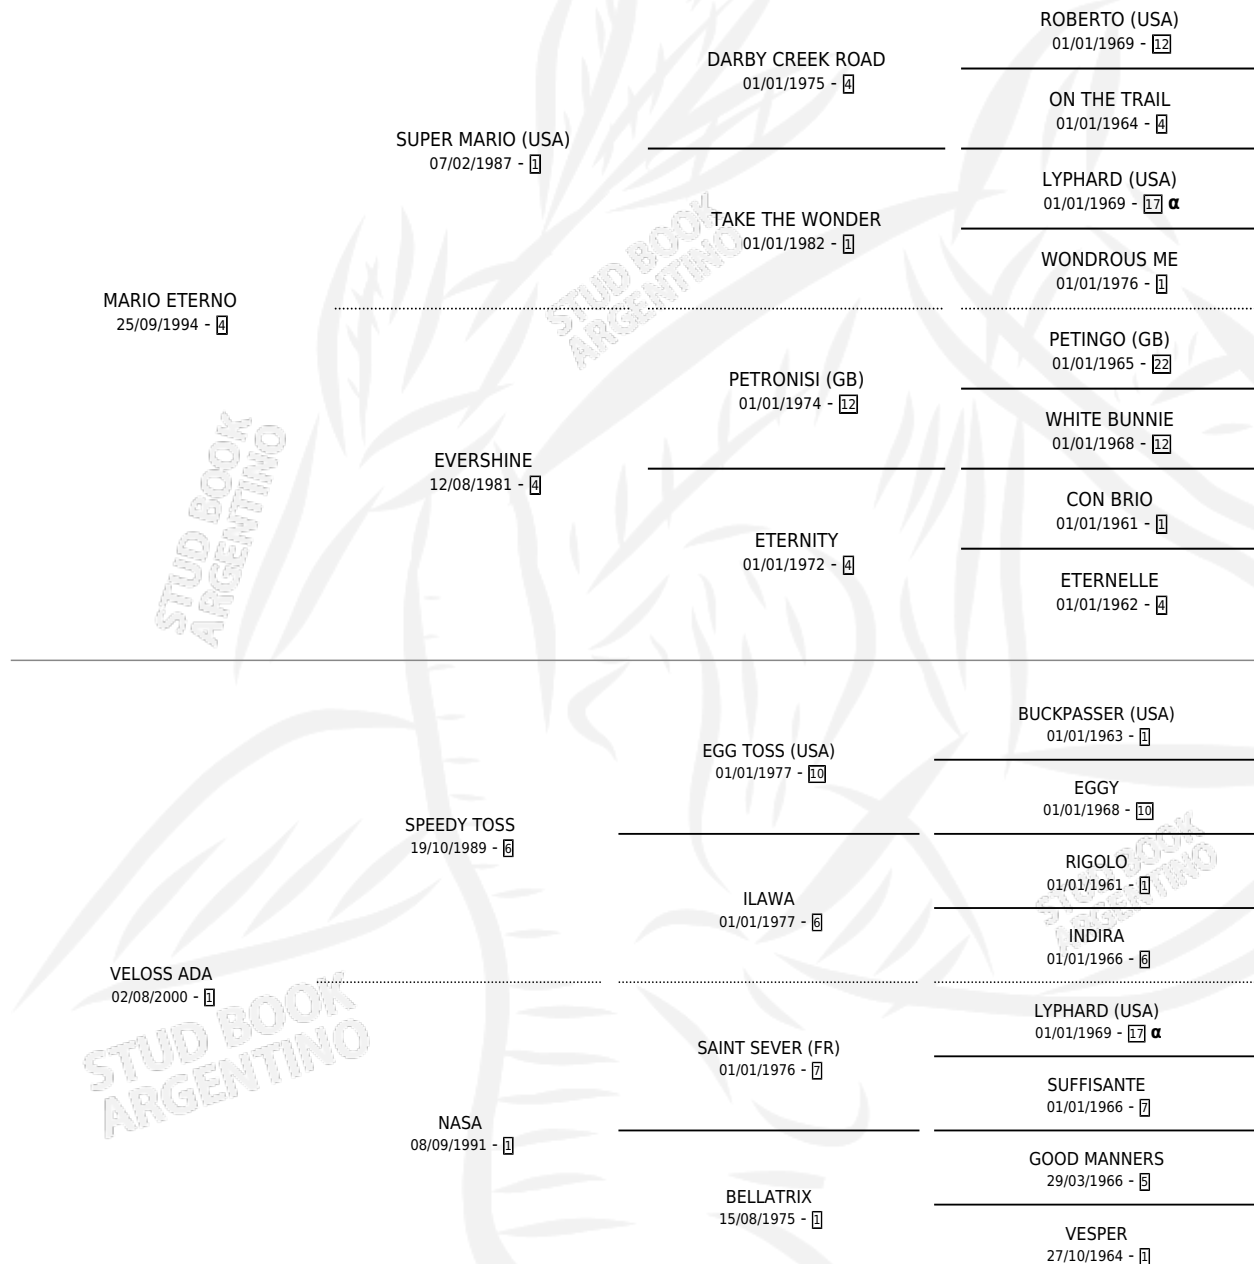 MARIO ETERNO
25/09/1994 - 4
SUPER MARIO (USA)
07/02/1987 - 1
DARBY CREEK ROAD
01/01/1975 - 4
ROBERTO (USA)
01/01/1969 - 12
ON THE TRAIL
01/01/1964 - 4
TAKE THE WONDER
01/01/1982 - 1
LYPHARD (USA)
01/01/1969 - 17 α
WONDROUS ME
01/01/1976 - 1
EVERSHINE
12/08/1981 - 4
PETRONISI (GB)
01/01/1974 - 12
PETINGO (GB)
01/01/1965 - 22
WHITE BUNNIE
01/01/1968 - 12
ETERNITY
01/01/1972 - 4
CON BRIO
01/01/1961 - 1
ETERNELLE
01/01/1962 - 4
VELOSS ADA
02/08/2000 - 1
SPEEDY TOSS
19/10/1989 - 6
EGG TOSS (USA)
01/01/1977 - 10
BUCKPASSER (USA)
01/01/1963 - 1
EGGY
01/01/1968 - 10
ILAWA
01/01/1977 - 6
RIGOLO
01/01/1961 - 1
INDIRA
01/01/1966 - 6
NASA
08/09/1991 - 1
SAINT SEVER (FR)
01/01/1976 - 7
LYPHARD (USA)
01/01/1969 - 17 α
SUFFISANTE
01/01/1966 - 7
BELLATRIX
15/08/1975 - 1
GOOD MANNERS
29/03/1966 - 5
VESPER
27/10/1964 - 1
STUD BOOK
ARGENTINO
STUD BOOK
ARGENTINO
STUD BOOK
ARGENTINO
STUD BOOK
ARGENTINO